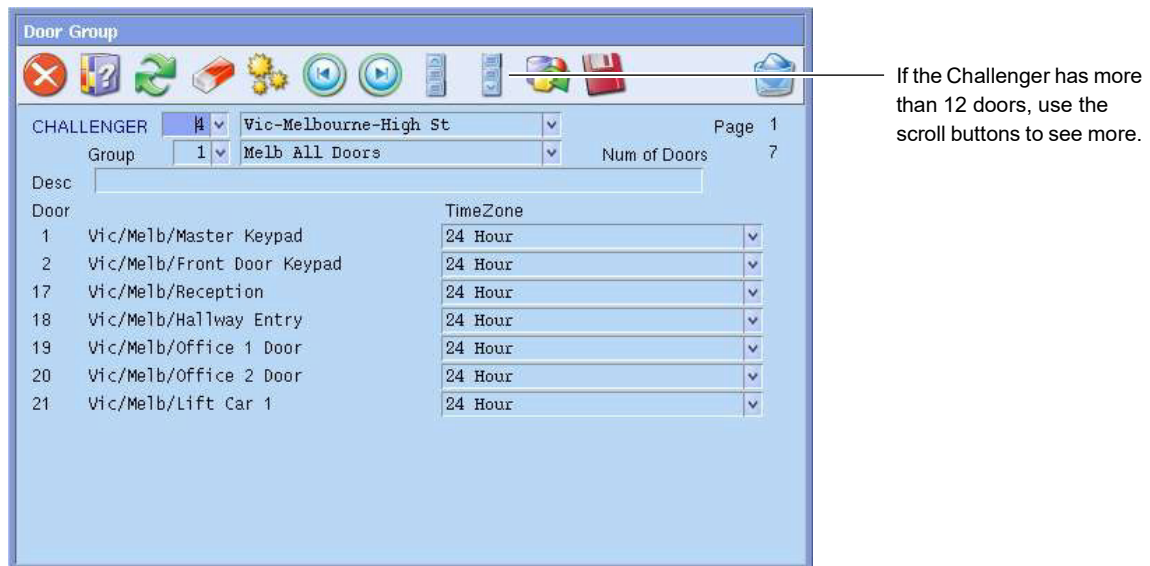 Door Group
If the Challenger has more
than 12 doors, use the
scroll buttons to see more.
CHALLENGER 4 Vic-Melbourne-High St Page 1
Group 1 Melb All Doors Num of Doors 7
Desc
Door TimeZone
1 Vic/Melb/Master Keypad 24 Hour
2 Vic/Melb/Front Door Keypad 24 Hour
17 Vic/Melb/Reception 24 Hour
18 Vic/Melb/Hallway Entry 24 Hour
19 Vic/Melb/Office 1 Door 24 Hour
20 Vic/Melb/Office 2 Door 24 Hour
21 Vic/Melb/Lift Car 1 24 Hour